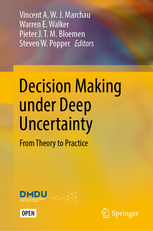 Vincent A. W. J. Marchau
Warren E. Walker
Pieter J. T. M. Bloemen
Steven W. Popper Editors
Decision Making
under Deep
Uncertainty
From Theory to Practice
DMDU
OPEN
Springer